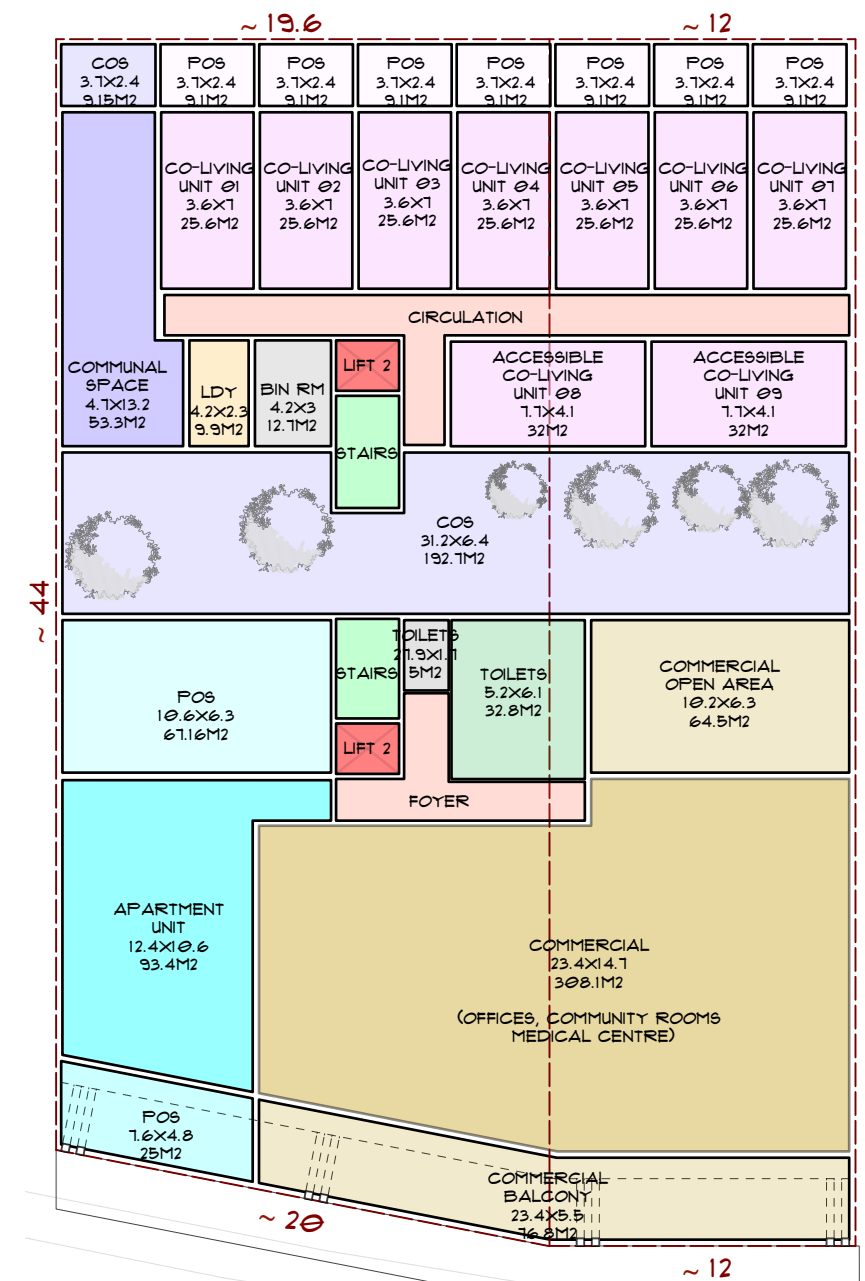 ~ 19.6
~ 12
COS
3.7X2.4
9.15M2
POS
3.7X2.4
9.1M2
POS
3.7X2.4
9.1M2
POS
3.7X2.4
9.1M2
POS
3.7X2.4
9.1M2
POS
3.7X2.4
9.1M2
POS
3.7X2.4
9.1M2
POS
3.7X2.4
9.1M2
CO-LIVING
UNIT 01
3.6X7
25.6M2
CO-LIVING
UNIT 02
3.6X7
25.6M2
CO-LIVING
UNIT 03
3.6X7
25.6M2
CO-LIVING
UNIT 04
3.6X7
25.6M2
CO-LIVING
UNIT 05
3.6X7
25.6M2
CO-LIVING
UNIT 06
3.6X7
25.6M2
CO-LIVING
UNIT 07
3.6X7
25.6M2
CIRCULATION
COMMUNAL
SPACE
4.7X13.2
53.3M2
LDY
4.2X2.3
9.9M2
BIN RM
4.2X3
12.7M2
LIFT 2
STAIRS
ACCESSIBLE
CO-LIVING
UNIT 08
7.7X4.1
32M2
ACCESSIBLE
CO-LIVING
UNIT 09
7.7X4.1
32M2
COS
31.2X6.4
192.7M2
~ 44
POS
10.6X6.3
67.16M2
STAIRS
LIFT 2
TOILETS
5M2
TOILETS
5.2X6.1
32.8M2
COMMERCIAL
OPEN AREA
10.2X6.3
64.5M2
FOYER
APARTMENT
UNIT
12.4X10.6
93.4M2
COMMERCIAL
23.4X14.7
308.1M2
(OFFICES, COMMUNITY ROOMS
MEDICAL CENTRE)
POS
7.6X4.8
25M2
COMMERCIAL
BALCONY
23.4X5.5
76.8M2
~ 20
~ 12